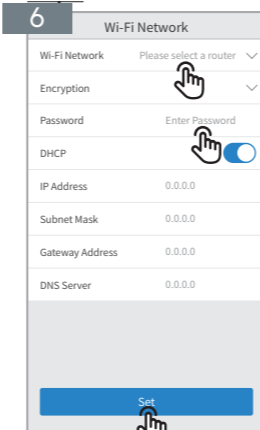 6
Wi-Fi Network
Wi-Fi Network Please select a router
Encryption
Password Enter Password
DHCP
IP Address 0.0.0.0
Subnet Mask 0.0.0.0
Gateway Address 0.0.0.0
DNS Server 0.0.0.0
Set